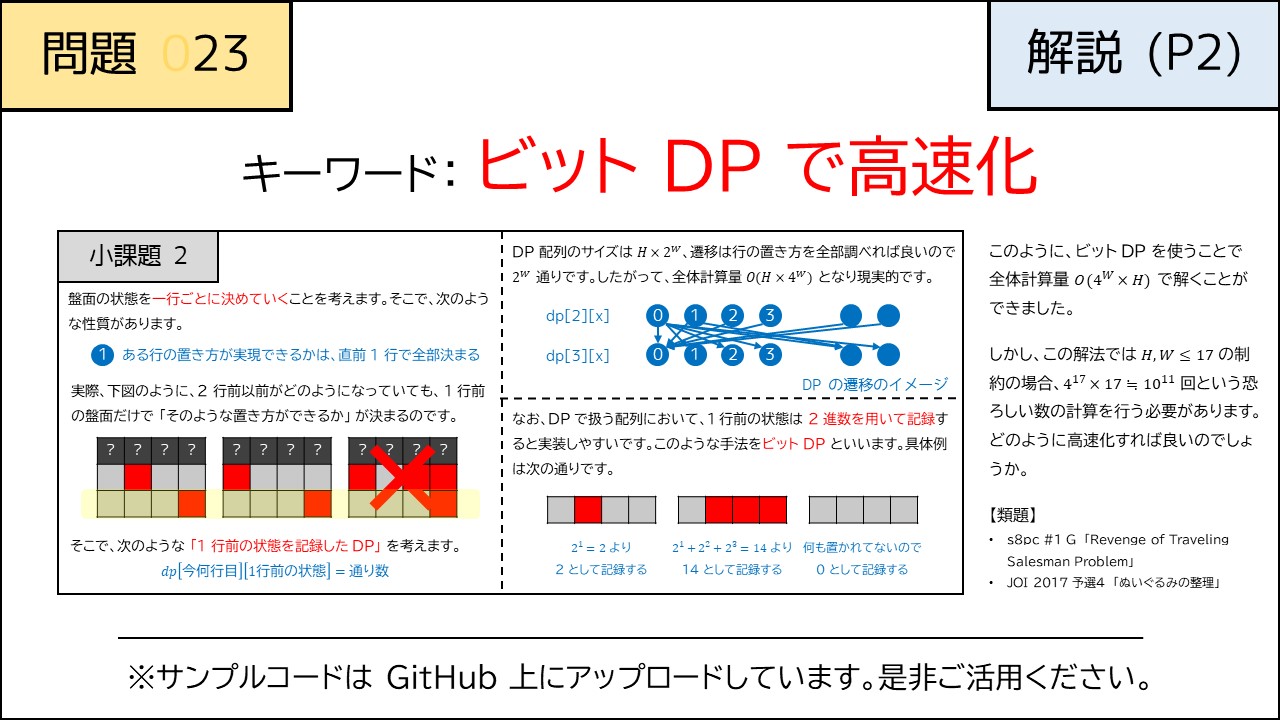 問題 023
解説 (P2)
キーワード: ビット DP で高速化
小課題 2
盤面の状態を一行ごとに決めていくことを考えます。そこで、次のよう
な性質があります。
1 ある行の置き方が実現できるかは、直前 1 行で全部決まる
実際、下図のように、2 行前以前がどのようになっていても、1 行前
の盤面だけで「そのような置き方ができるか」が決まるのです。
? ? ? ? ? ? ? ? ? ? ? ?
そこで、次のような「1 行前の状態を記録した DP」を考えます。
dp[今何行目][1行前の状態] = 通り数
DP 配列のサイズは H × 2^W、遷移は行の置き方を全部調べれば良いので
2^W 通りです。したがって、全体計算量 O(H × 4^W) となり現実的です。
dp[2][x] 0 1 2 3
dp[3][x] 0 1 2 3
DP の遷移のイメージ
なお、DP で扱う配列において、1 行前の状態は 2 進数を用いて記録す
ると実装しやすいです。このような手法をビット DP といいます。具体例
は次の通りです。
2^1 = 2 より 2^1 + 2^2 + 2^3 = 14 より 何も置かれてないので
2 として記録する 14 として記録する 0 として記録する
このように、ビット DP を使うことで
全体計算量 O(4^W × H) で解くことが
できました。
しかし、この解法では H, W ≤ 17 の制
約の場合、4^17 × 17 ≒ 10^11 回という恐
ろしい数の計算を行う必要があります。
どのように高速化すれば良いのでしょ
うか。
【類題】
• s8pc #1 G「Revenge of Traveling
Salesman Problem」
• JOI 2017 予選4「ぬいぐるみの整理」
※サンプルコードは GitHub 上にアップロードしています。是非ご活用ください。